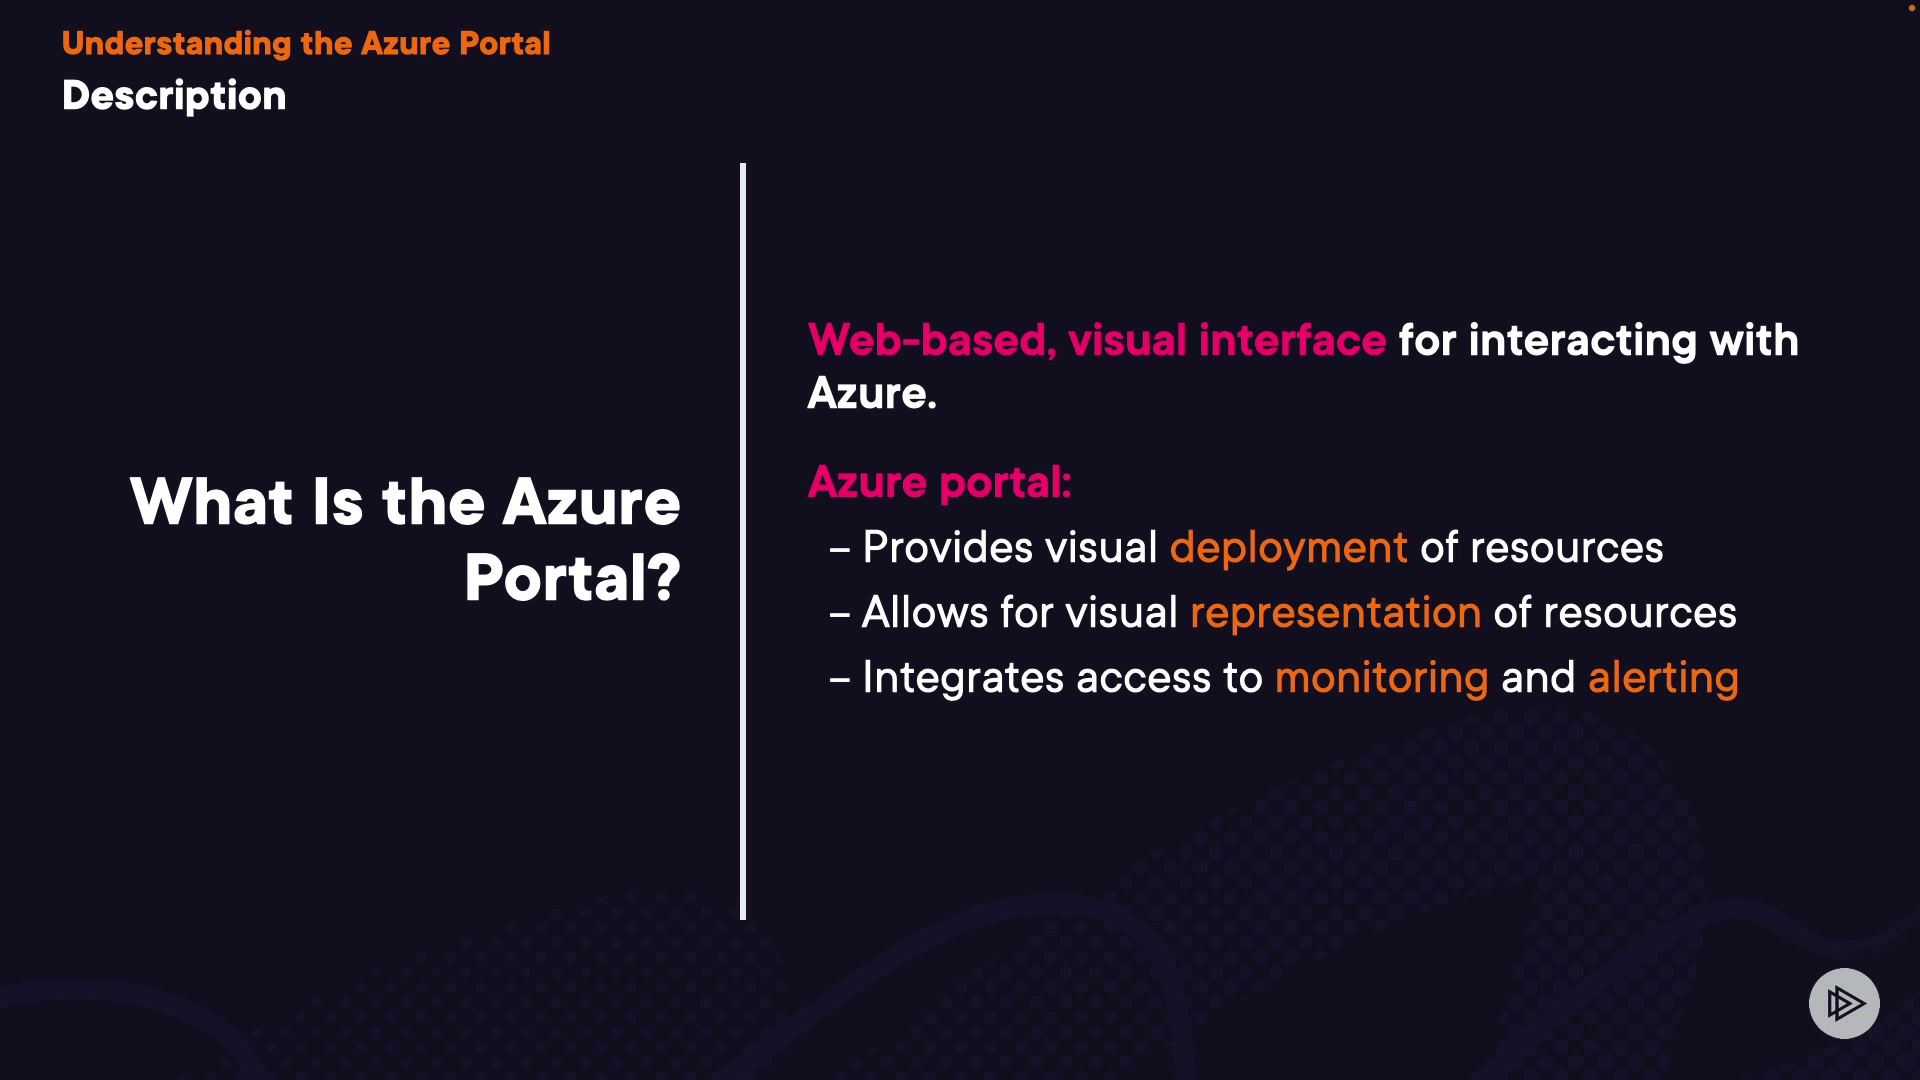 Understanding the Azure Portal
Description
What Is the Azure
Portal?
Web-based, visual interface for interacting with
Azure.
Azure portal:
– Provides visual deployment of resources
– Allows for visual representation of resources
– Integrates access to monitoring and alerting